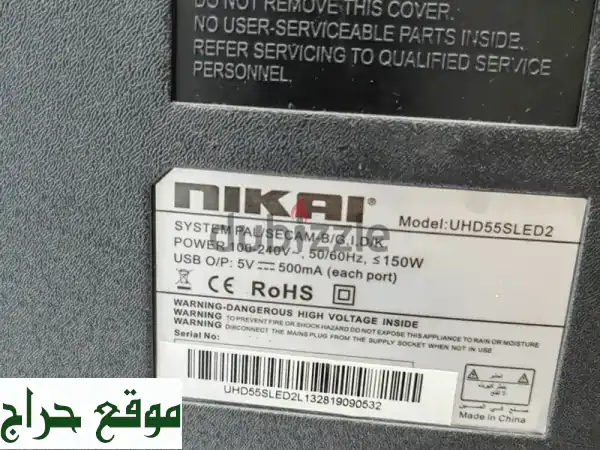 DO NOT REMOVE THIS COVER.
NO USER-SERVICEABLE PARTS INSIDE.
REFER SERVICING TO QUALIFIED SERVICE
PERSONNEL.
NIKAI® Model:UHD55SLED2
dubizzle
SYSTEM PAL/SECAM-B/G,I,D/K
POWER 100-240V~, 50/60Hz, ≤150W
USB O/P: 5V 500mA (each port)
CE RoHS
WARNING-DANGEROUS HIGH VOLTAGE INSIDE
WARNING TO PREVENT FIRE OR SHOCK HAZARD DO NOT EXPOSE THIS APPLIANCE TO RAIN OR MOISTURE
WARNING DISCONNECT THE MAINS PLUG FROM THE SUPPLY SOCKET WHEN NOT IN USE
Serial No:
UHD55SLED2L132819090532
صنع في الصين
Made in China
موقع حراج